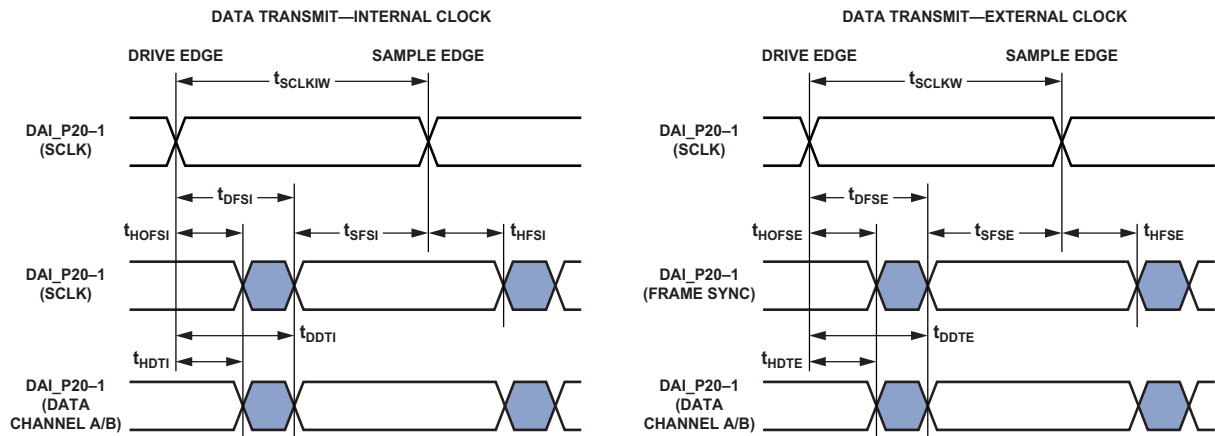 DATA TRANSMIT—INTERNAL CLOCK
DRIVE EDGE
SAMPLE EDGE
tSCLKIW
DAI_P20–1
(SCLK)
tDFSI
tHOFSI
tSFSI
tHFSI
DAI_P20–1
(SCLK)
tDDTI
tHDTI
DAI_P20–1
(DATA
CHANNEL A/B)
DATA TRANSMIT—EXTERNAL CLOCK
DRIVE EDGE
SAMPLE EDGE
tSCLKW
DAI_P20–1
(SCLK)
tDFSE
tHOFSE
tSFSE
tHFSE
DAI_P20–1
(FRAME SYNC)
tDDTE
tHDTE
DAI_P20–1
(DATA
CHANNEL A/B)